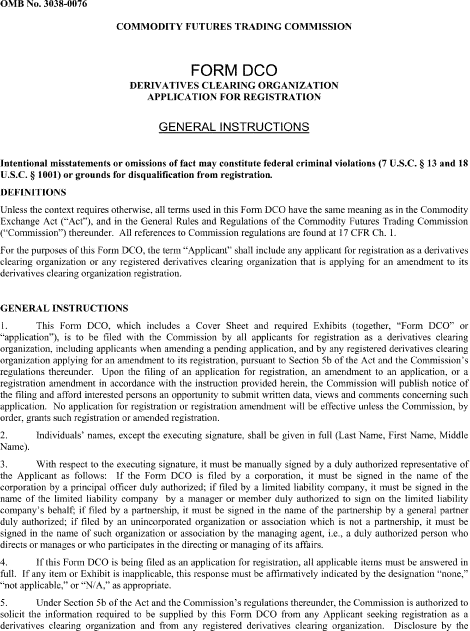 OMB No. 3038-0076
COMMODITY FUTURES TRADING COMMISSION
FORM DCO
DERIVATIVES CLEARING ORGANIZATION
APPLICATION FOR REGISTRATION
GENERAL INSTRUCTIONS
Intentional misstatements or omissions of fact may constitute federal criminal violations (7 U.S.C. § 13 and 18
U.S.C. § 1001) or grounds for disqualification from registration.
DEFINITIONS
Unless the context requires otherwise, all terms used in this Form DCO have the same meaning as in the Commodity
Exchange Act (“Act”), and in the General Rules and Regulations of the Commodity Futures Trading Commission
(“Commission”) thereunder.  All references to Commission regulations are found at 17 CFR Ch. 1.
For the purposes of this Form DCO, the term “Applicant” shall include any applicant for registration as a derivatives
clearing organization or any registered derivatives clearing organization that is applying for an amendment to its
derivatives clearing organization registration.
GENERAL INSTRUCTIONS
1. This Form DCO, which includes a Cover Sheet and required Exhibits (together, “Form DCO” or
“application”), is to be filed with the Commission by all applicants for registration as a derivatives clearing
organization, including applicants when amending a pending application, and by any registered derivatives clearing
organization applying for an amendment to its registration, pursuant to Section 5b of the Act and the Commission’s
regulations thereunder.  Upon the filing of an application for registration, an amendment to an application, or a
registration amendment in accordance with the instruction provided herein, the Commission will publish notice of
the filing and afford interested persons an opportunity to submit written data, views and comments concerning such
application.  No application for registration or registration amendment will be effective unless the Commission, by
order, grants such registration or amended registration.
2. Individuals’ names, except the executing signature, shall be given in full (Last Name, First Name, Middle
Name).
3. With respect to the executing signature, it must be manually signed by a duly authorized representative of
the Applicant as follows:  If the Form DCO is filed by a corporation, it must be signed in the name of the
corporation by a principal officer duly authorized; if filed by a limited liability company, it must be signed in the
name of the limited liability company  by a manager or member duly authorized to sign on the limited liability
company’s behalf; if filed by a partnership, it must be signed in the name of the partnership by a general partner
duly authorized; if filed by an unincorporated organization or association which is not a partnership, it must be
signed in the name of such organization or association by the managing agent, i.e., a duly authorized person who
directs or manages or who participates in the directing or managing of its affairs.
4. If this Form DCO is being filed as an application for registration, all applicable items must be answered in
full.  If any item or Exhibit is inapplicable, this response must be affirmatively indicated by the designation “none,”
“not applicable,” or “N/A,” as appropriate.
5. Under Section 5b of the Act and the Commission’s regulations thereunder, the Commission is authorized to
solicit the information required to be supplied by this Form DCO from any Applicant seeking registration as a
derivatives clearing organization and from any registered derivatives clearing organization.  Disclosure by the